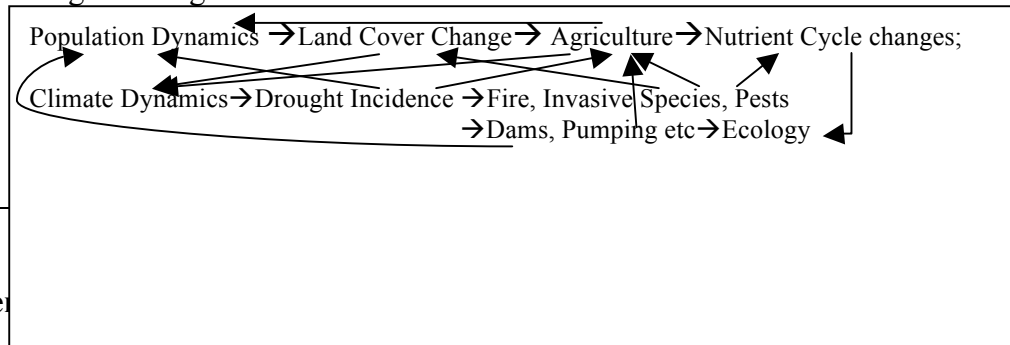 Population Dynamics →Land Cover Change→ Agriculture→Nutrient Cycle changes;
Climate Dynamics→Drought Incidence →Fire, Invasive Species, Pests
→Dams, Pumping etc→Ecology